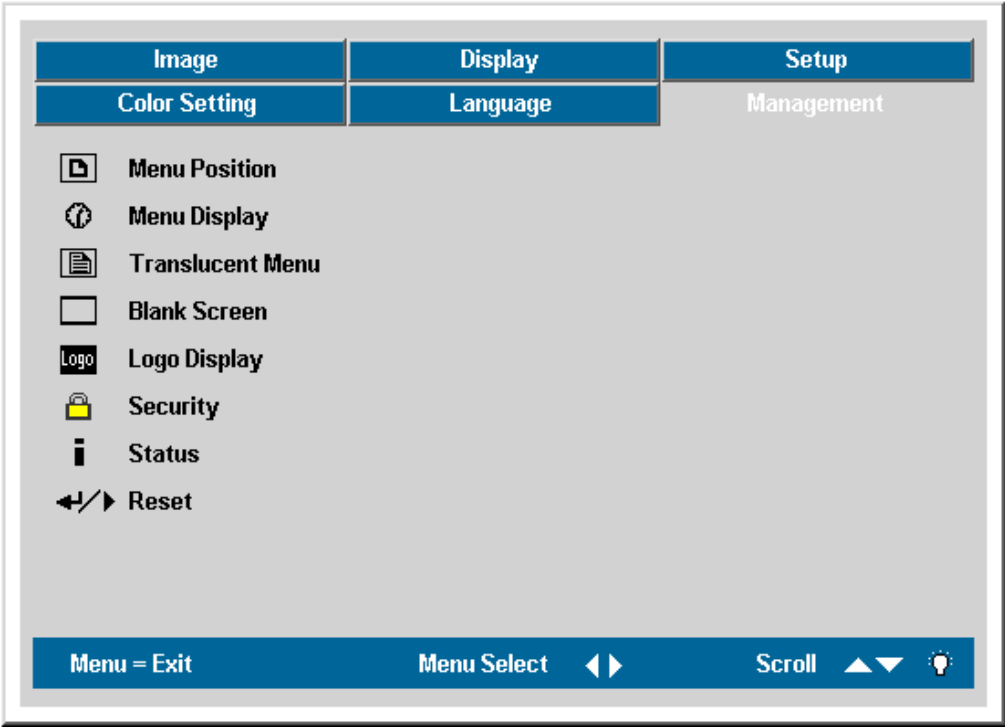 Image Display Setup
Color Setting Language Management
Menu Position
Menu Display
Translucent Menu
Blank Screen
Logo Logo Display
Security
i Status
Reset
Menu = Exit Menu Select Scroll